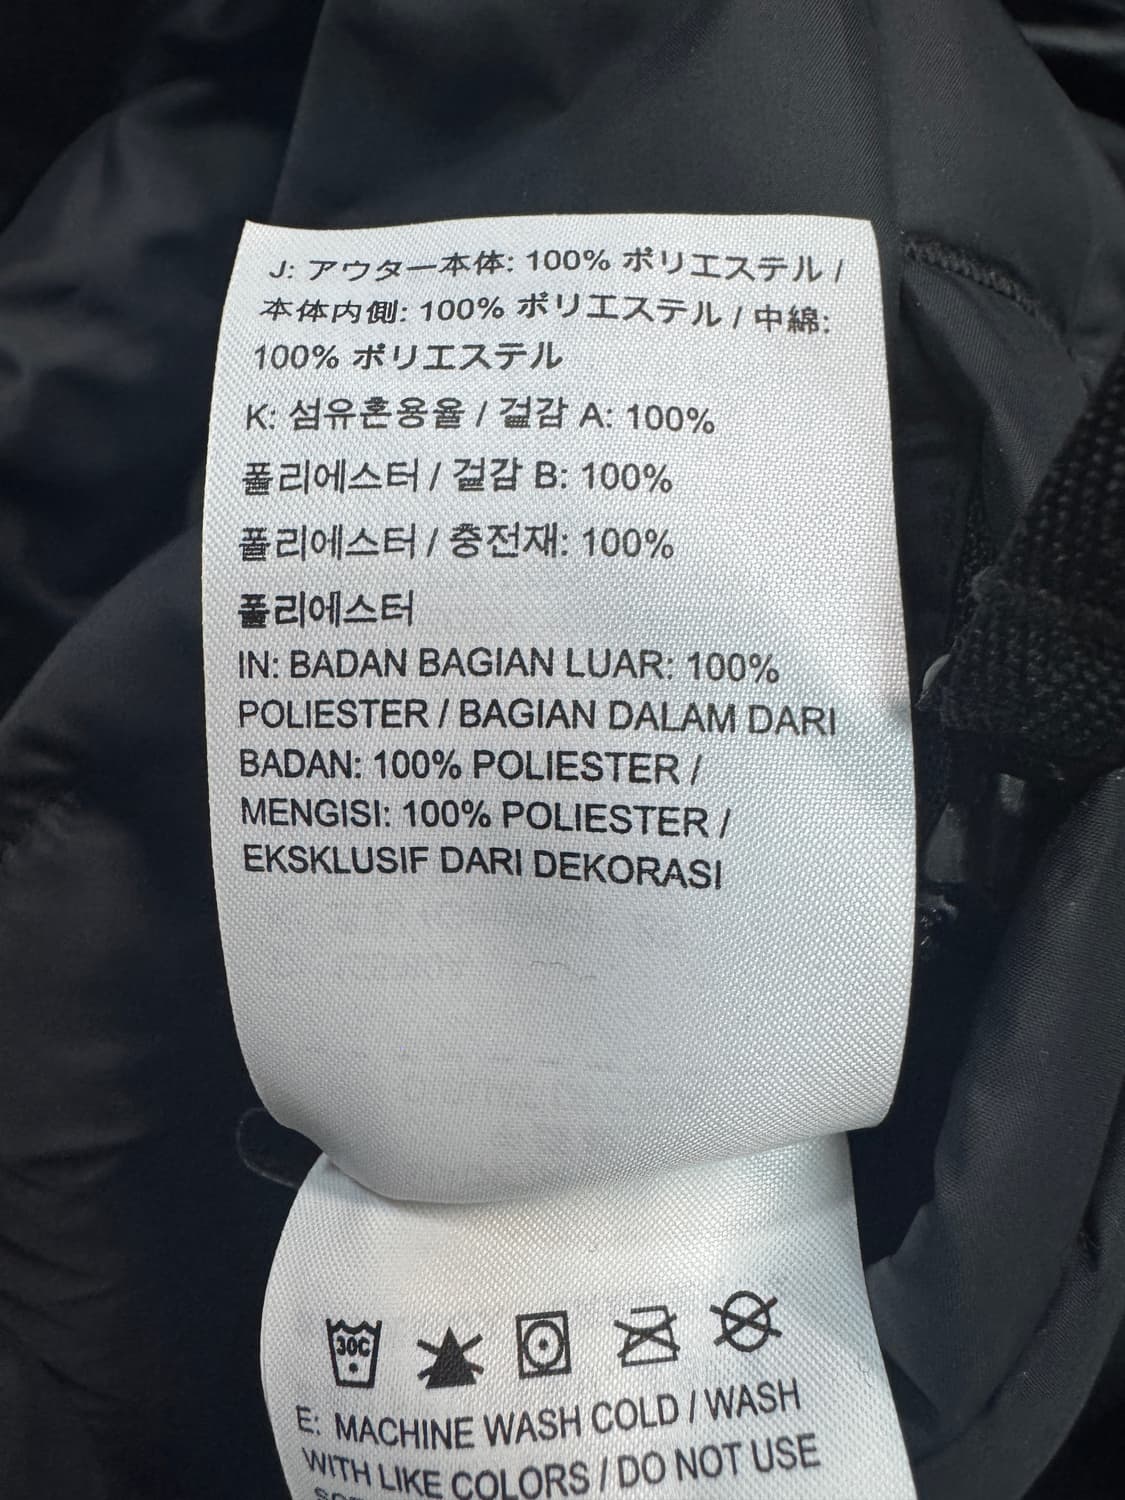 J: アウター本体: 100% ポリエステル /
本体内側: 100% ポリエステル / 中綿:
100% ポリエステル
K: 섬유혼용율 / 겉감 A: 100%
폴리에스터 / 겉감 B: 100%
폴리에스터 / 충전재: 100%
폴리에스터
IN: BADAN BAGIAN LUAR: 100%
POLIESTER / BAGIAN DALAM DARI
BADAN: 100% POLIESTER /
MENGISI: 100% POLIESTER /
EKSKLUSIF DARI DEKORASI
30C
E: MACHINE WASH COLD / WASH
WITH LIKE COLORS / DO NOT USE